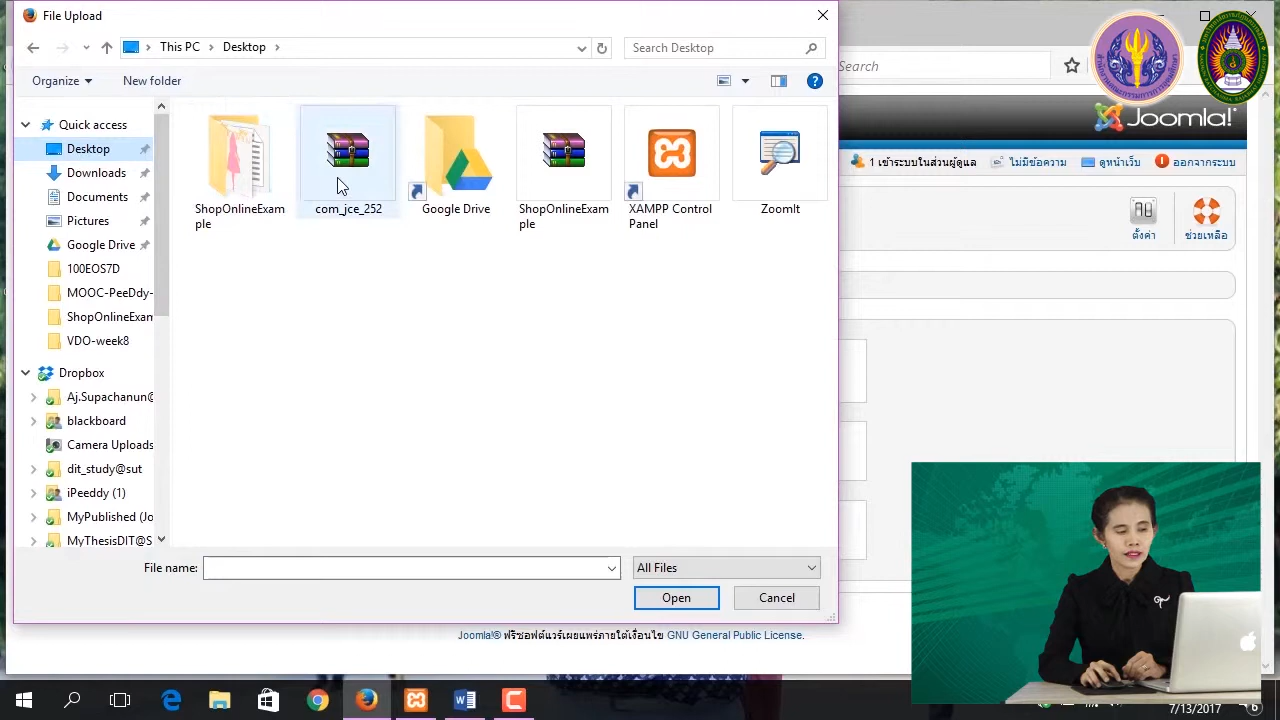 File Upload
This PC
Desktop
Search Desktop
Search
Organize
New folder
Joomla!®
Quick access
Desktop
Downloads
Documents
Pictures
Google Drive
100EOS7D
MOOC-PeeDdy-
ShopOnlineExam
VDO-week8
Dropbox
Aj.Supachanun@
blackboard
Camera Uploads
dit_study@sut
iPeeddy (1)
MyPublished (Jo
MyThesisDIT@S
ShopOnlineExam
ple
com_jce_252
Google Drive
ShopOnlineExam
ple
XAMPP Control
Panel
ZoomIt
1 เข้าระบบในส่วนผู้ดูแล
ไม่มีข้อความ
ดูหน้าเว็บ
ออกจากระบบ
ตั้งค่า
ช่วยเหลือ
File name:
All Files
Open
Cancel
Joomla!® ฟรีซอฟต์แวร์เผยแพร่ภายใต้เงื่อนไข GNU General Public License.
7/13/2017